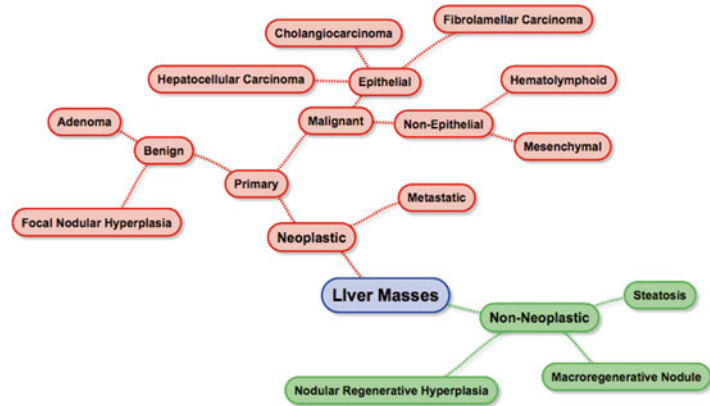 Cholangiocarcinoma
Fibrolamellar Carcinoma
Hepatocellular Carcinoma
Epithelial
Hematolymphoid
Adenoma
Malignant
Non-Epithelial
Benign
Mesenchymal
Primary
Metastatic
Focal Nodular Hyperplasia
Neoplastic
LIver Masses
Steatosis
Non-Neoplastic
Macroregenerative Nodule
Nodular Regenerative Hyperplasia